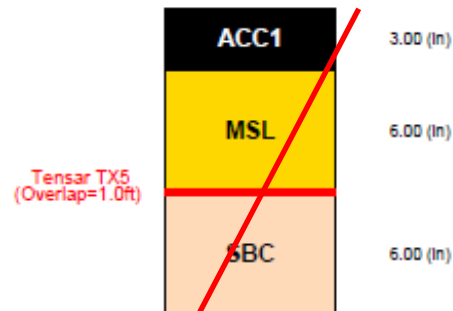 ACC1
3.00 (in)
MSL
6.00 (in)
Tensar TX5
(Overlap=1.0ft)
SBC
6.00 (in)